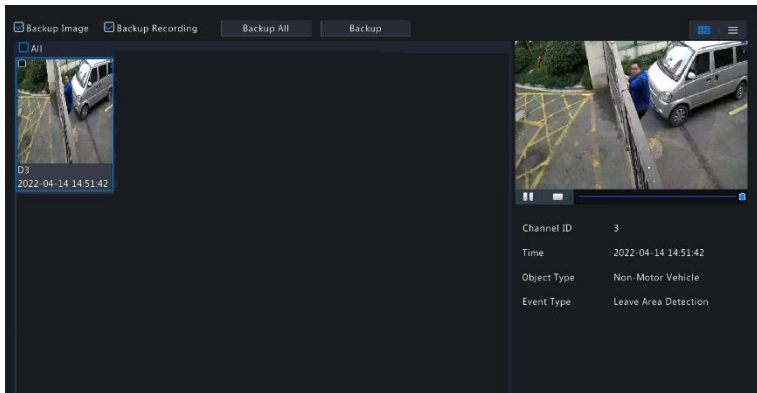 Backup Image Backup Recording Backup All Backup
All
D3
2022-04-14 14:51:42
Channel ID 3
Time 2022-04-14 14:51:42
Object Type Non-Motor Vehicle
Event Type Leave Area Detection